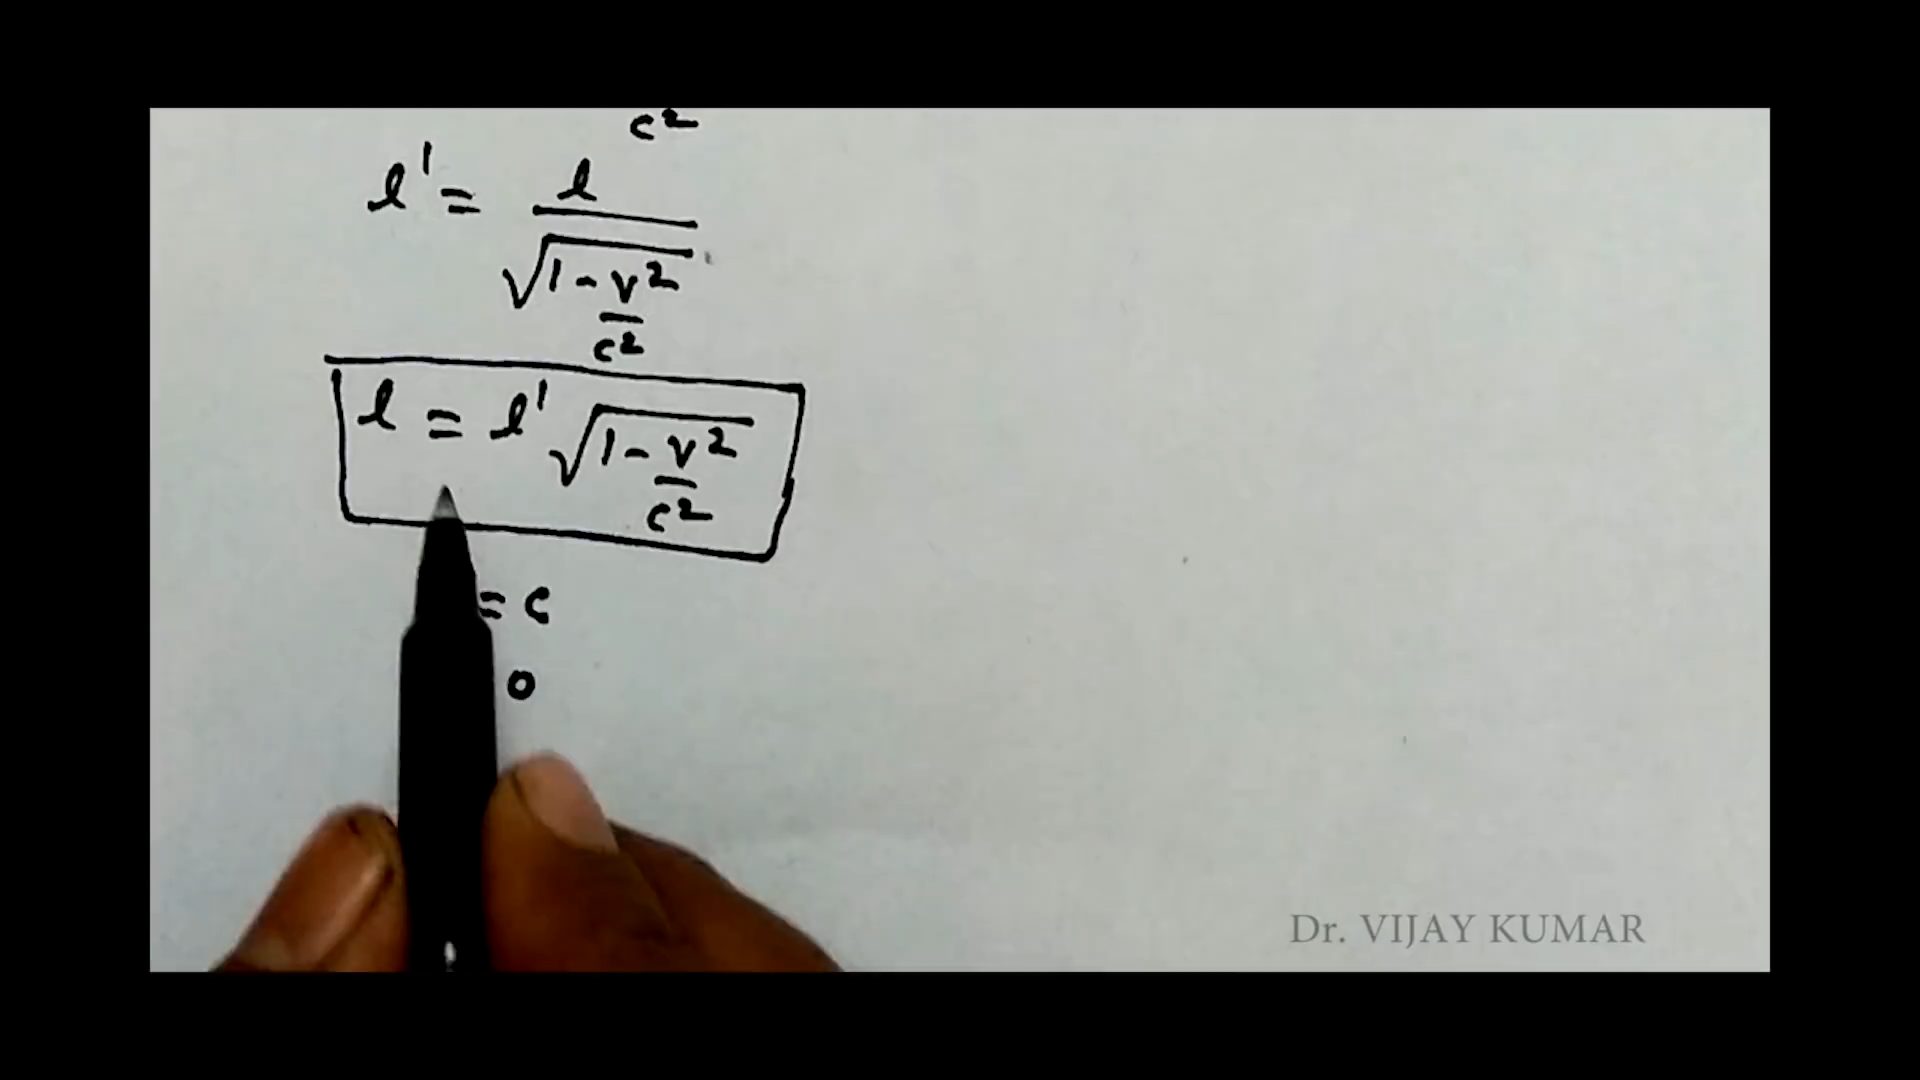 c²
l' = l / √(1 - v²/c²)
l = l' √(1 - v²/c²)
= c
0
Dr. VIJAY KUMAR